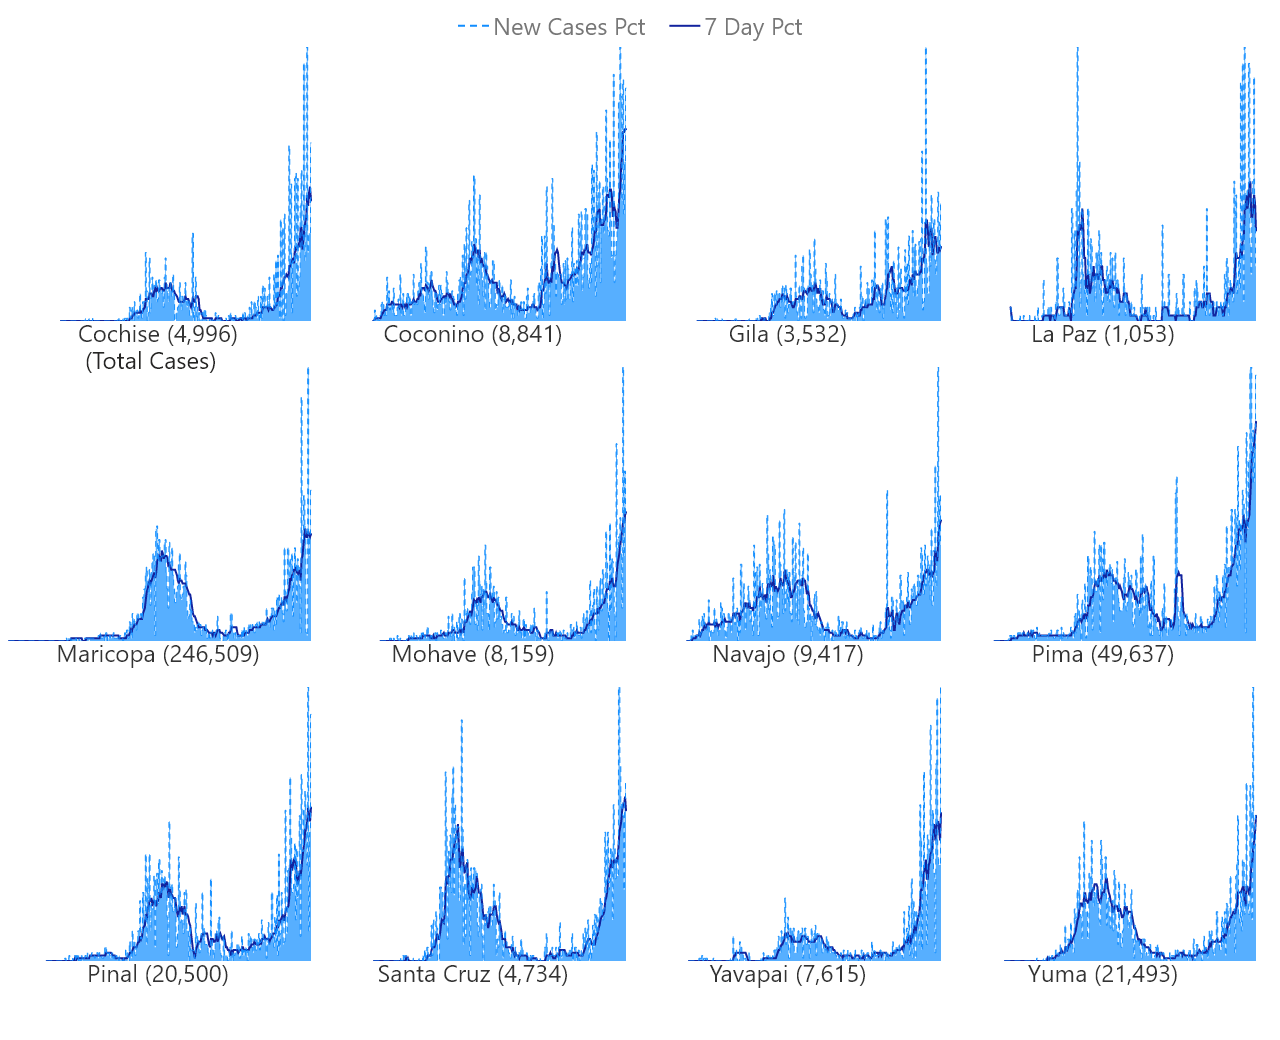 New Cases Pct 7 Day Pct
Cochise (4,996) Coconino (8,841) Gila (3,532) La Paz (1,053)
(Total Cases)
Maricopa (246,509) Mohave (8,159) Navajo (9,417) Pima (49,637)
Pinal (20,500) Santa Cruz (4,734) Yavapai (7,615) Yuma (21,493)